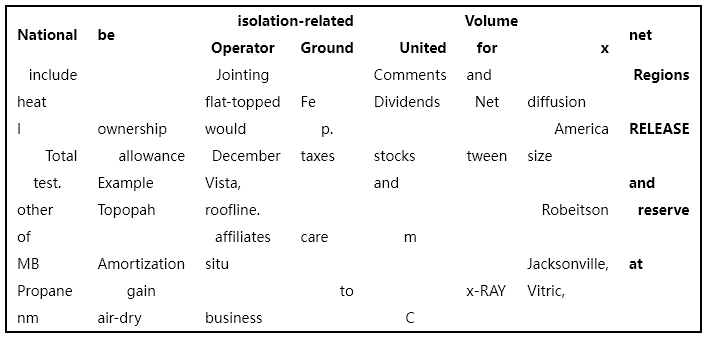 isolation-related Volume
National be net
Operator Ground United for x
include Jointing Comments and Regions
heat flat-topped Fe Dividends Net diffusion
l ownership would p. America RELEASE
Total allowance December taxes stocks tween size
test. Example Vista, and and
other Topopah roofline. Robeitson reserve
of affiliates care m
MB Amortization situ Jacksonville, at
Propane gain to x-RAY Vitric,
nm air-dry business C